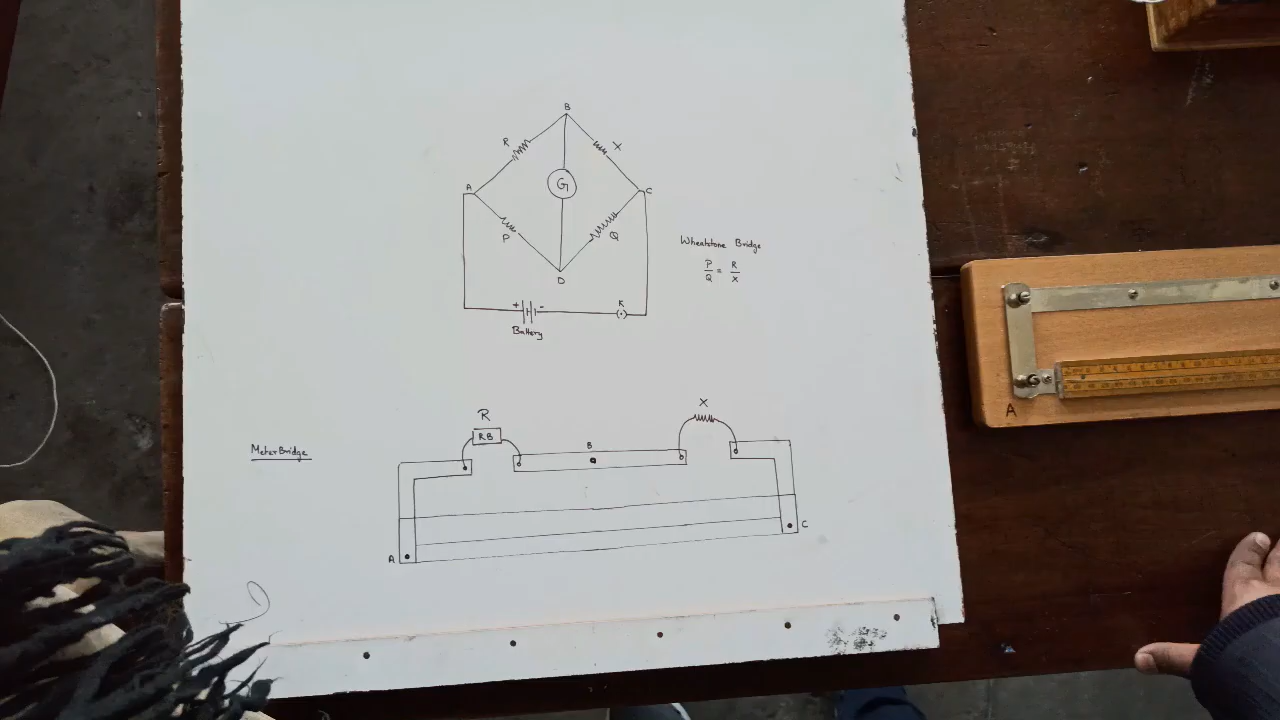 B
R
X
G
A
C
P
Q
D
Wheatstone Bridge
P/Q = R/X
+ -
K
Battery
Meter Bridge
R
RB
X
B
A
C
A